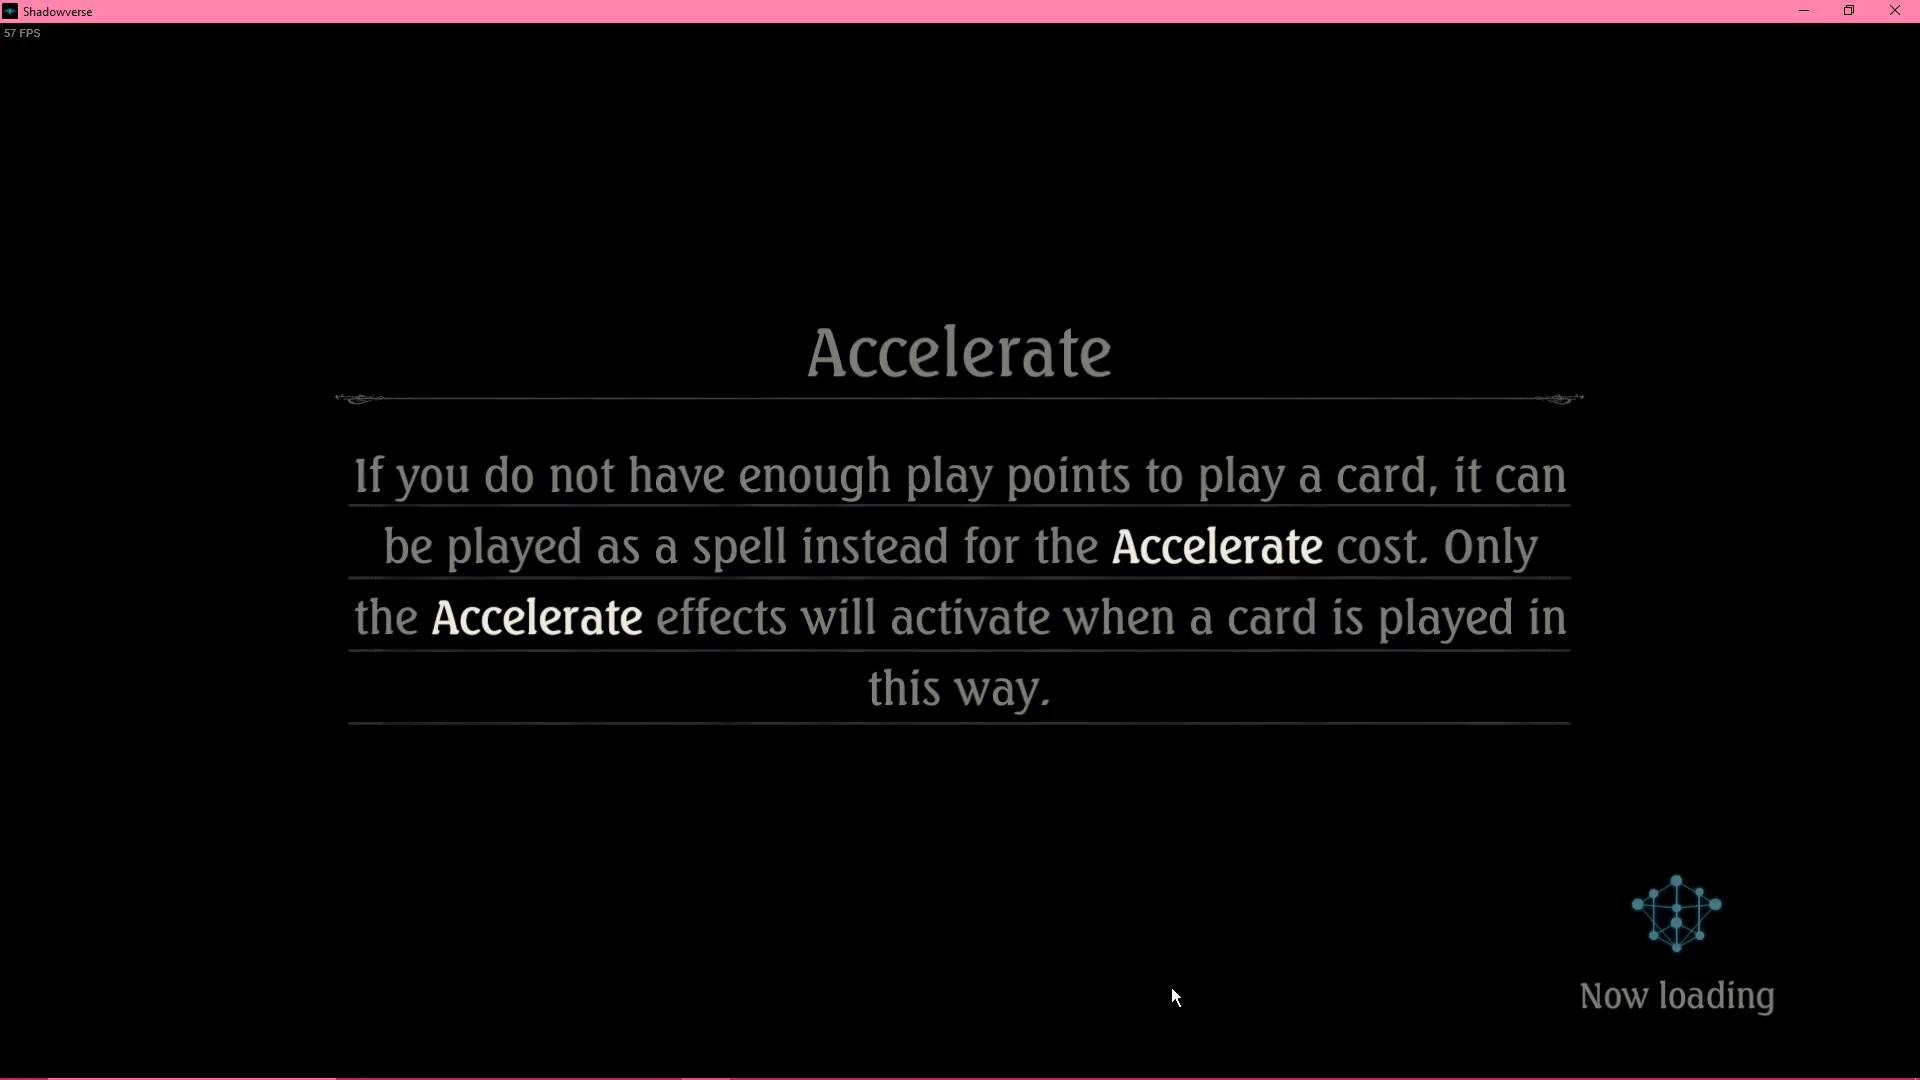 Shadowverse
57 FPS
Accelerate
If you do not have enough play points to play a card, it can
be played as a spell instead for the Accelerate cost. Only
the Accelerate effects will activate when a card is played in
this way.
Now loading